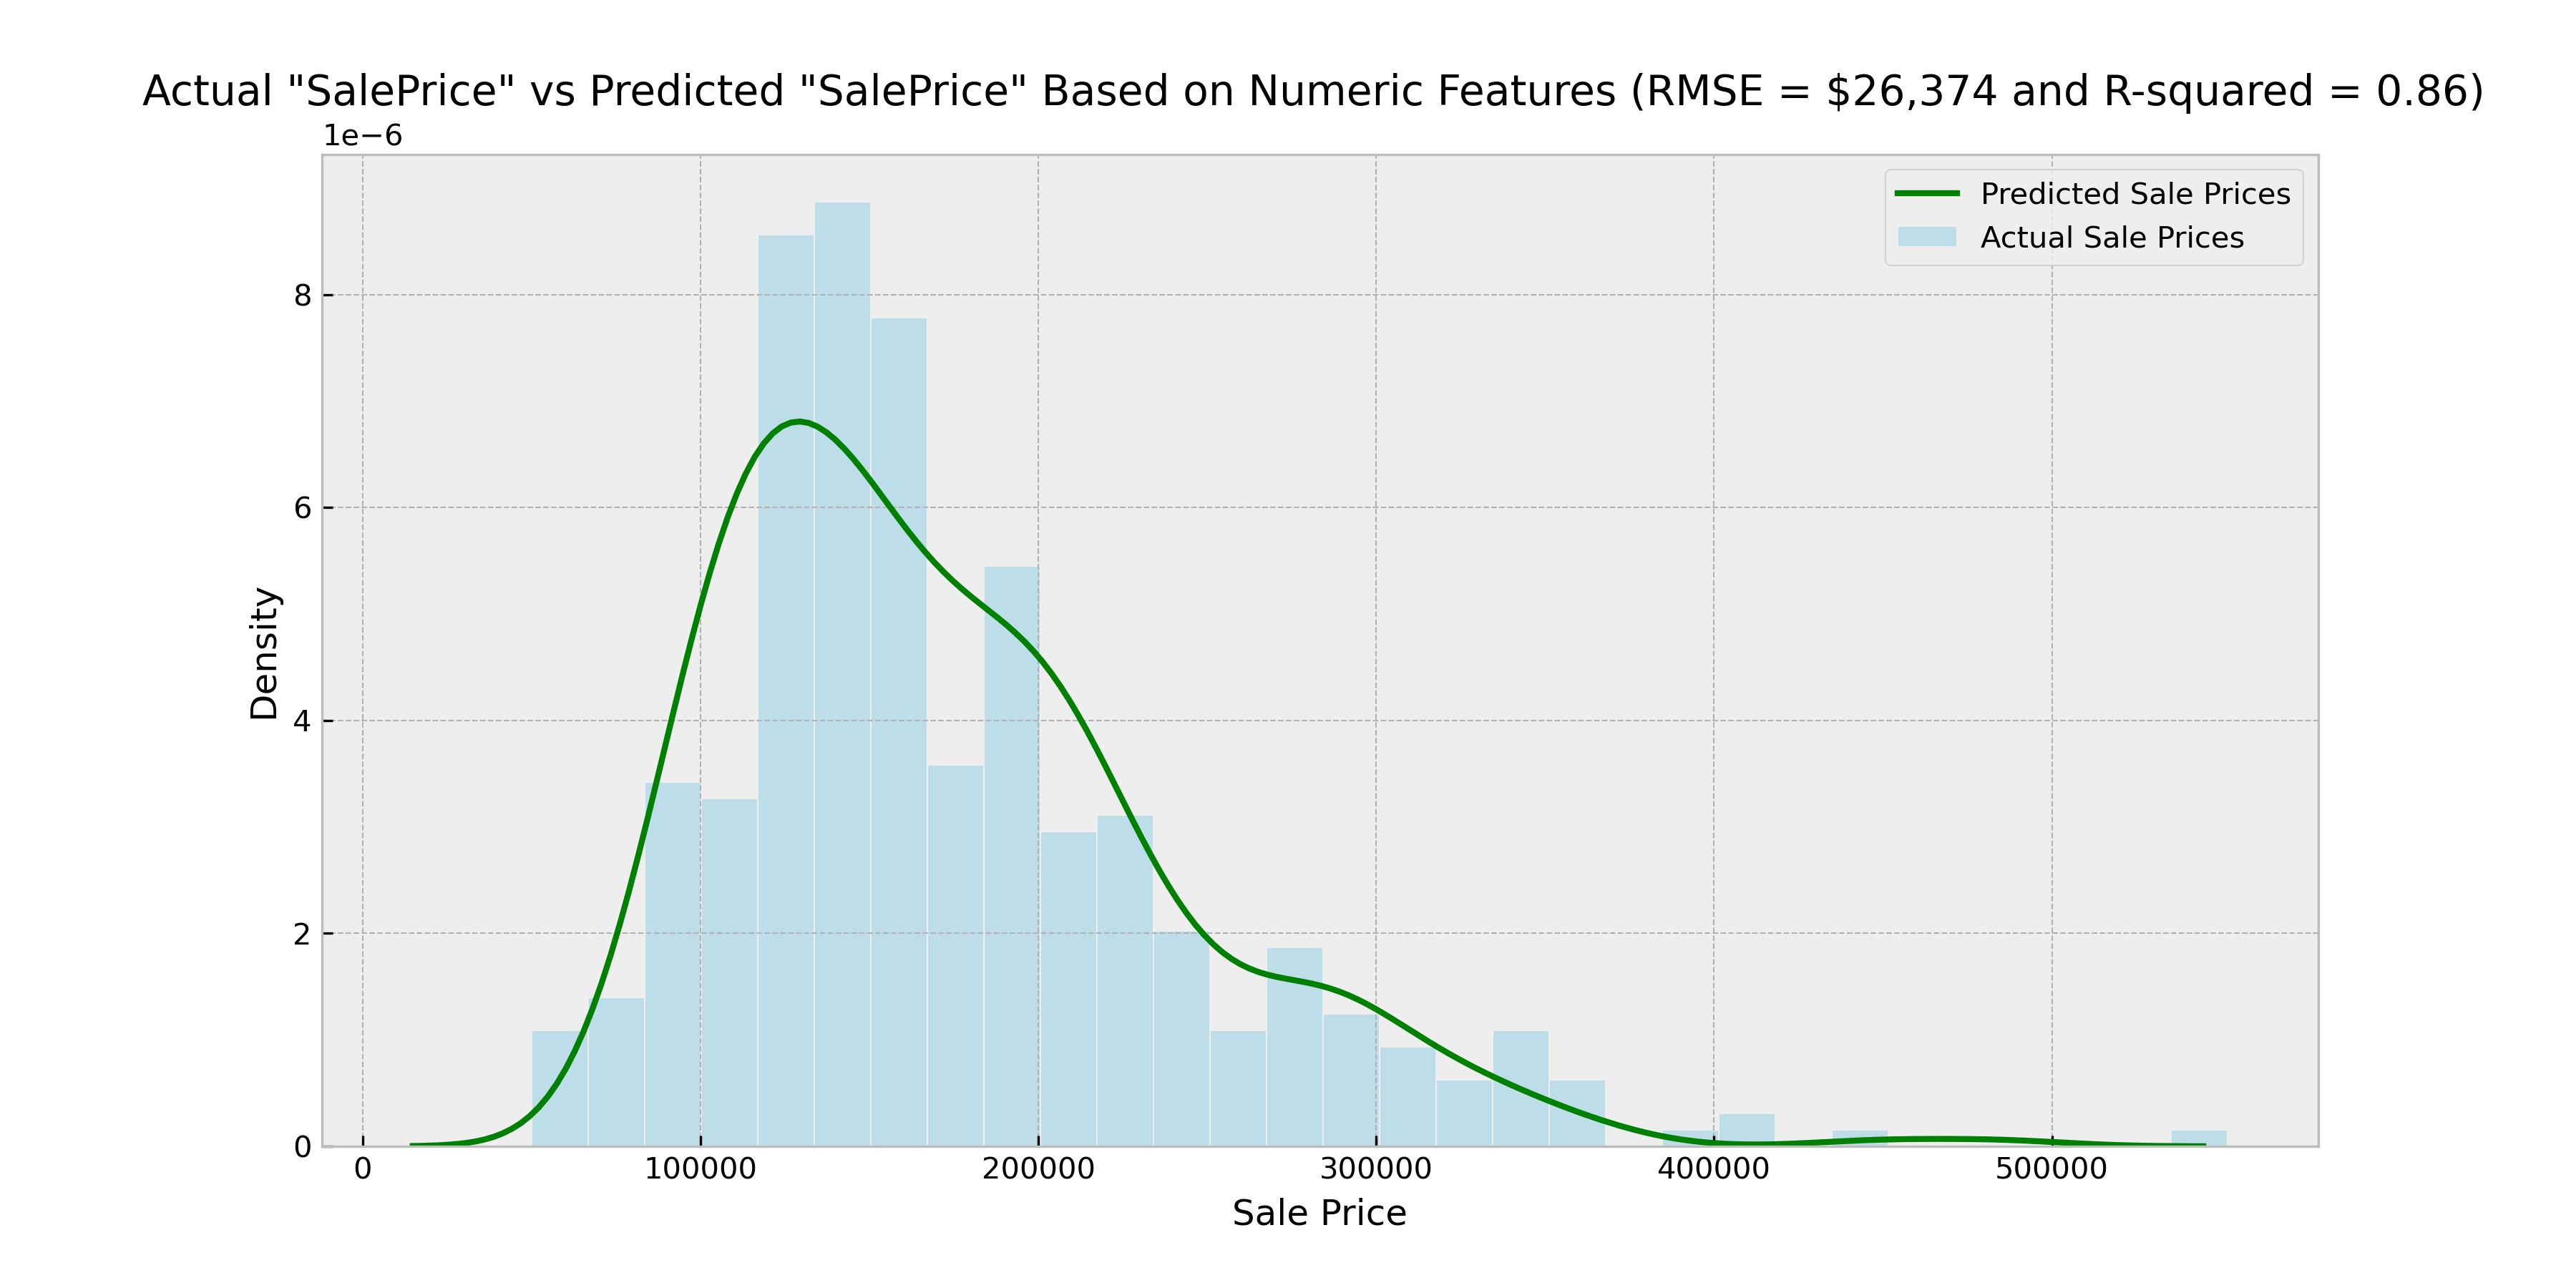 Actual "SalePrice" vs Predicted "SalePrice" Based on Numeric Features (RMSE = $26,374 and R-squared = 0.86)
1e−6
Predicted Sale Prices
Actual Sale Prices
8
6
4
2
0
Density
0 100000 200000 300000 400000 500000
Sale Price